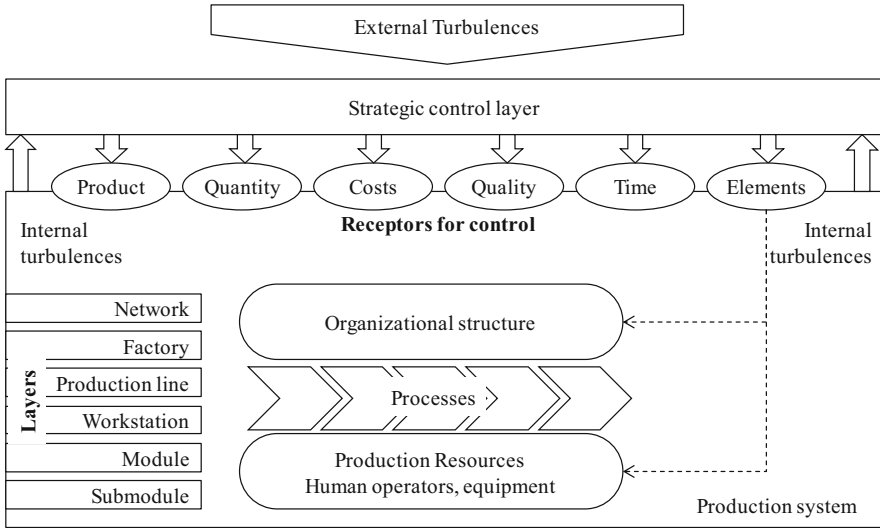 External Turbulences
Strategic control layer
Product
Quantity
Costs
Quality
Time
Elements
Receptors for control
Internal
turbulences
Internal
turbulences
Layers
Network
Factory
Production line
Workstation
Module
Submodule
Organizational structure
Processes
Production Resources
Human operators, equipment
Production system